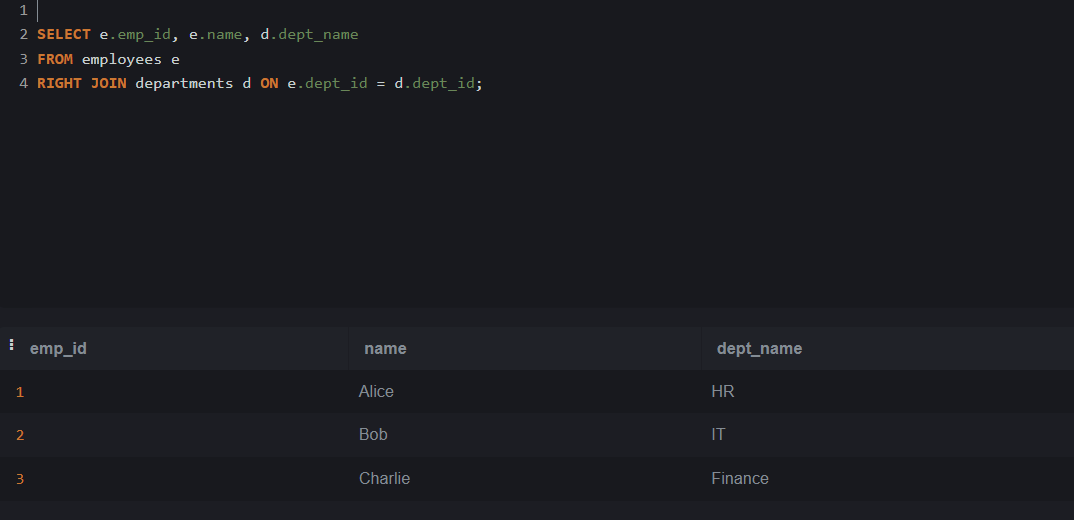 1
2 SELECT e.emp_id, e.name, d.dept_name
3 FROM employees e
4 RIGHT JOIN departments d ON e.dept_id = d.dept_id;
emp_id name dept_name
1 Alice HR
2 Bob IT
3 Charlie Finance